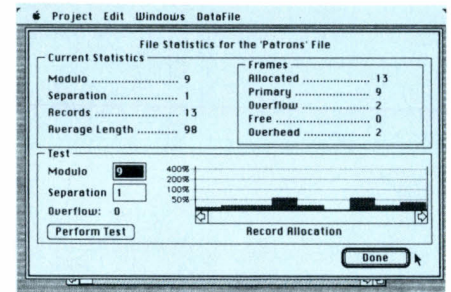 Project Edit Windows DataFile
File Statistics for the 'Patrons' File
Current Statistics
Modulo .................... 9
Separation ................ 1
Records ................... 13
Average Length ........... 98
Frames
Allocated ................. 13
Primary ................... 9
Overflow .................. 2
Free ...................... 0
Overhead .................. 2
Test
Modulo 9
Separation 1
Overflow: 0
Perform Test
400%
200%
100%
50%
Record Allocation
Done